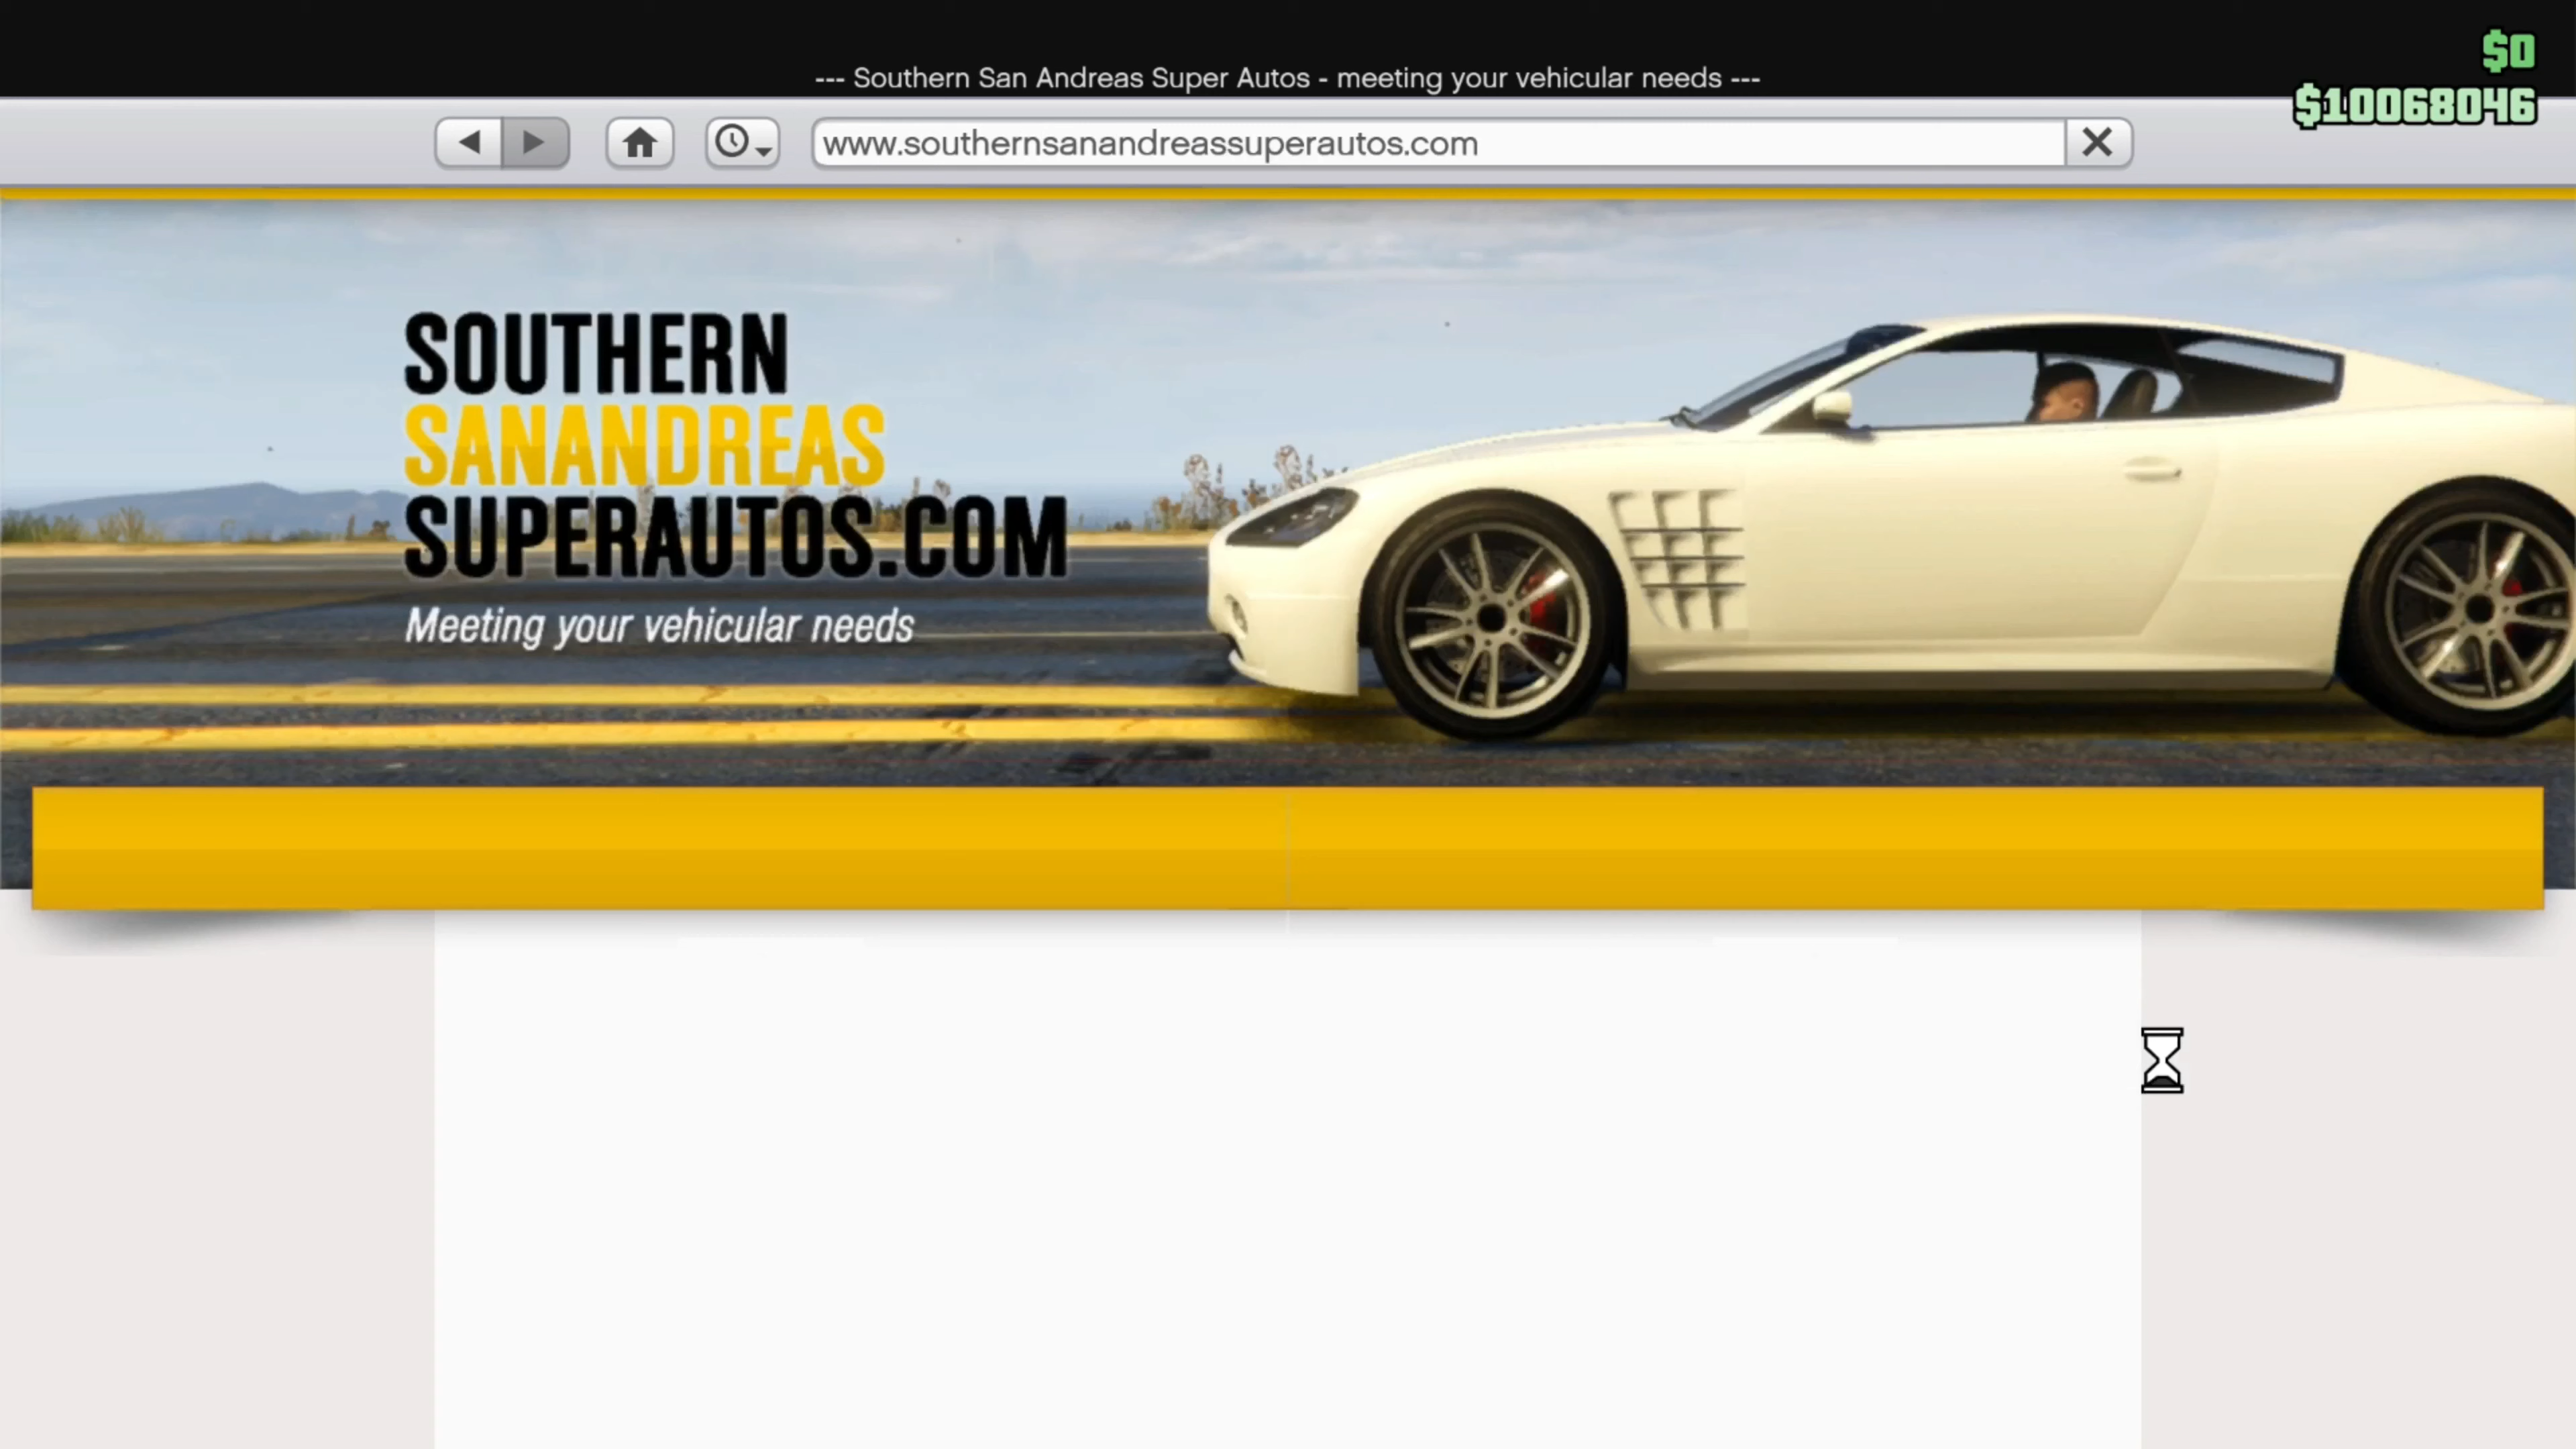 $0
--- Southern San Andreas Super Autos - meeting your vehicular needs ---
$10068046
www.southernsanandreassuperautos.com
SOUTHERN
SANANDREAS
SUPERAUTOS.COM
Meeting your vehicular needs